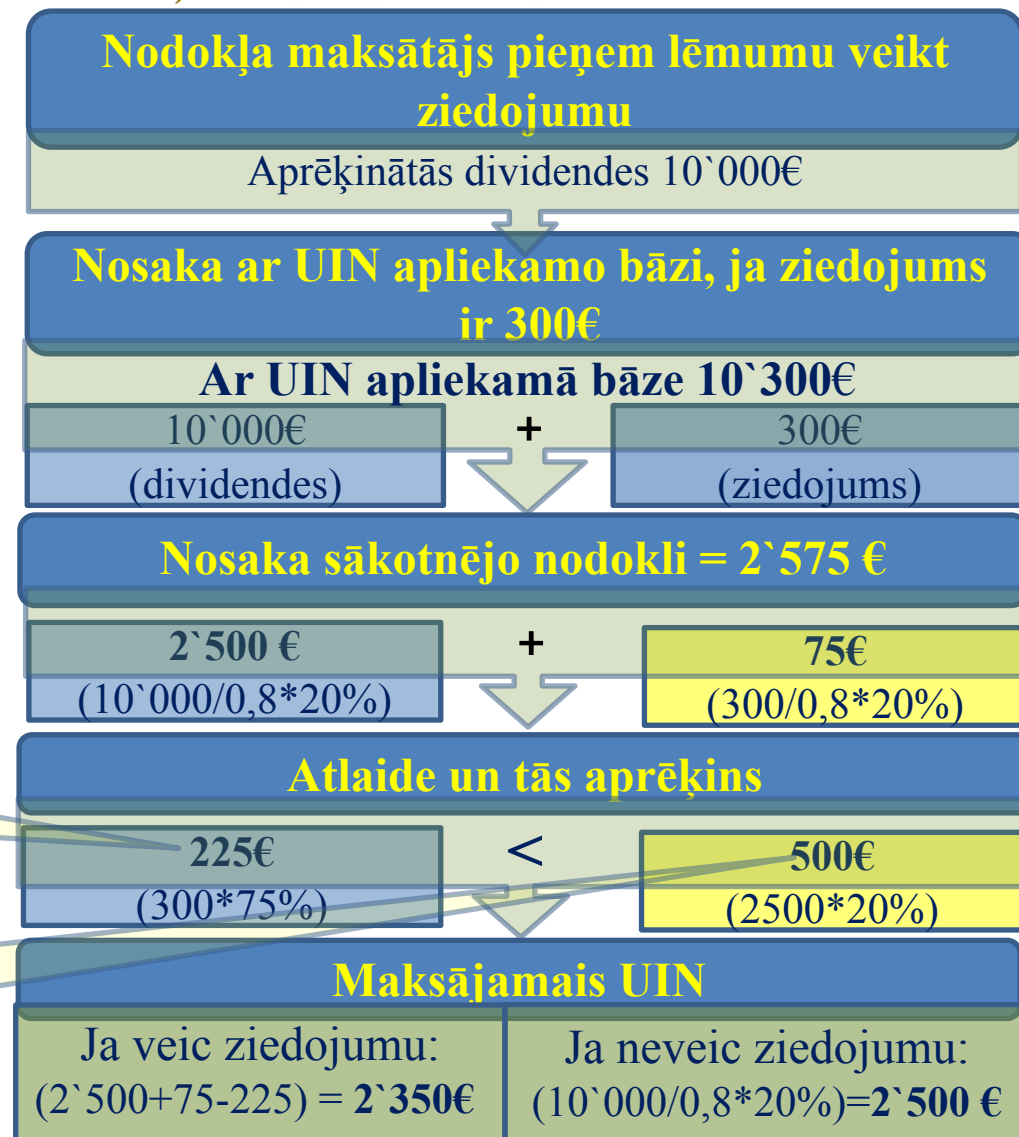 Nodokļa maksātājs pieņem lēmumu veikt
ziedojumu
Aprēķinātās dividendes 10`000€
Nosaka ar UIN apliekamo bāzi, ja ziedojums
ir 300€
Ar UIN apliekamā bāze 10`300€
10`000€ + 300€
(dividendes) (ziedojums)
Nosaka sākotnējo nodokli = 2`575 €
2`500 € + 75€
(10`000/0,8*20%) (300/0,8*20%)
Atlaide un tās aprēķins
225€ < 500€
(300*75%) (2500*20%)
Maksājamais UIN
Ja veic ziedojumu: Ja neveic ziedojumu:
(2`500+75-225) = 2`350€ (10`000/0,8*20%)=2`500 €